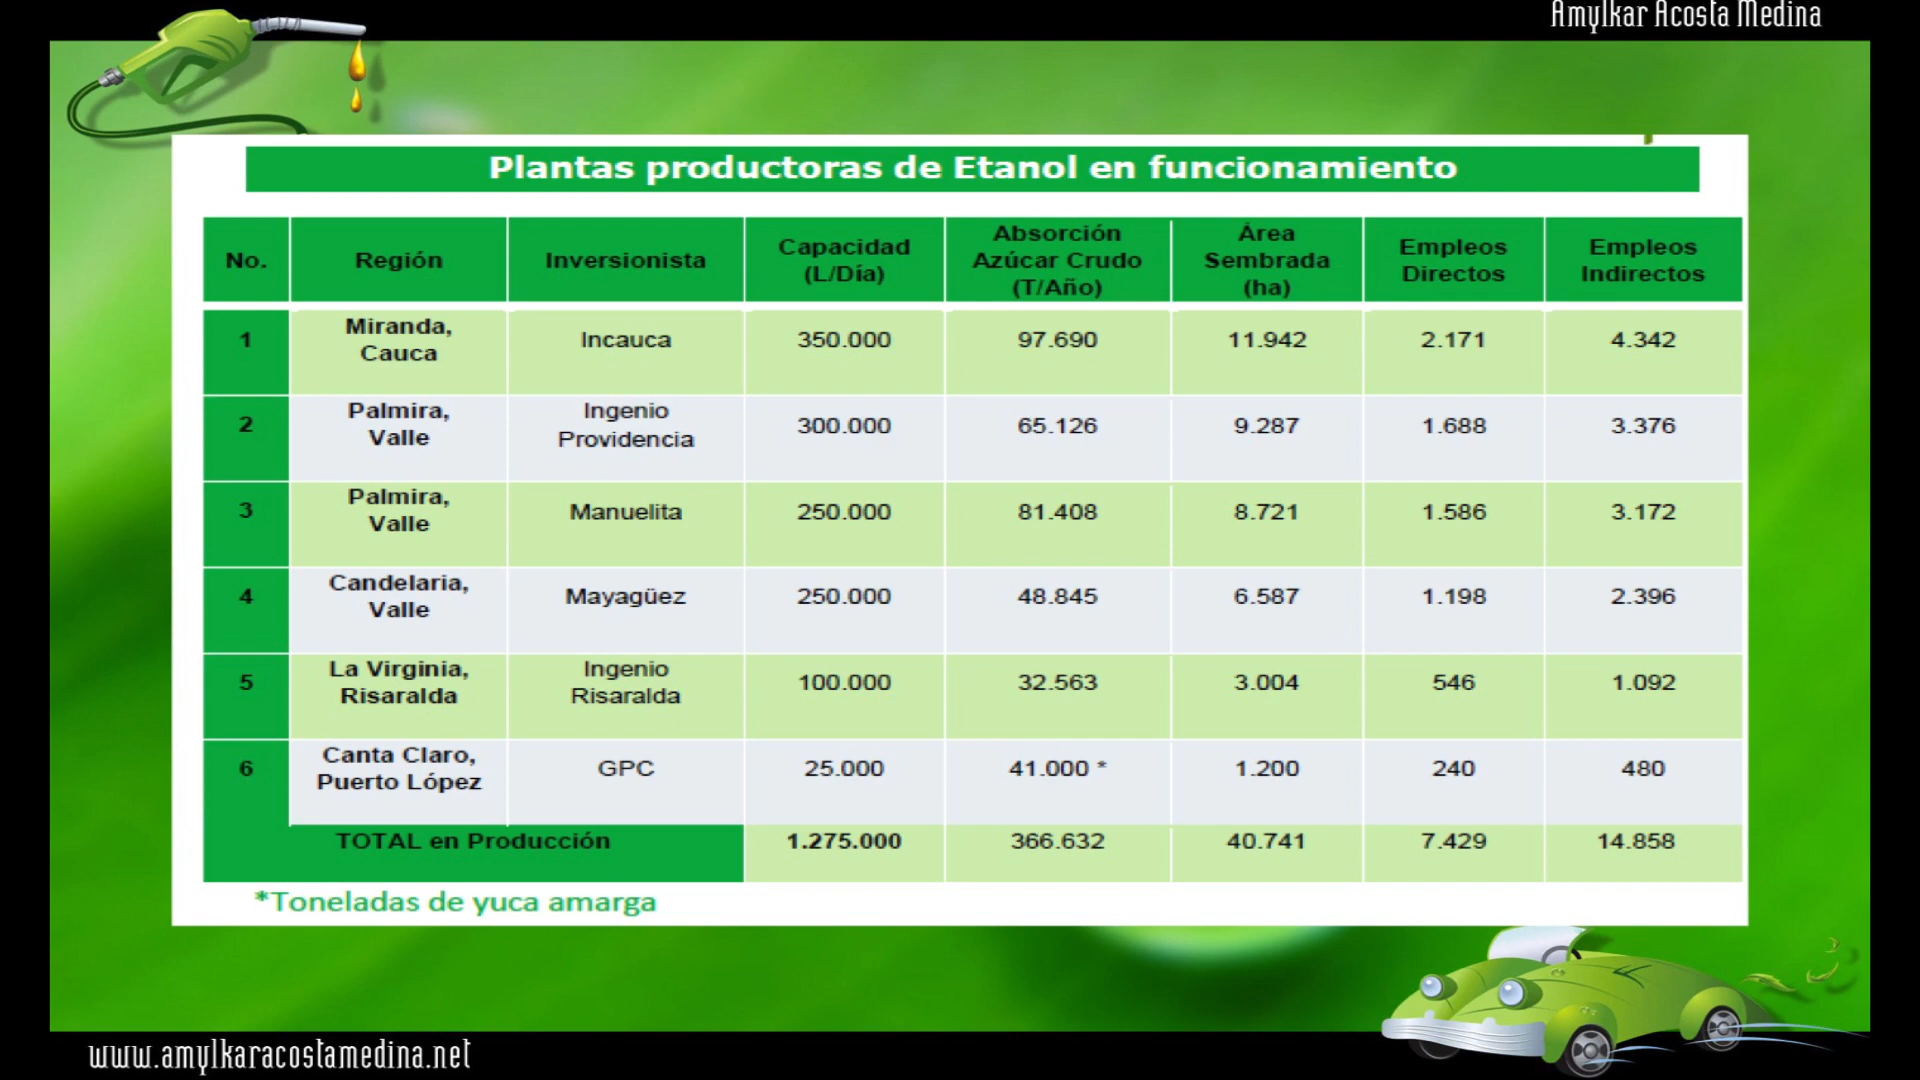 Amylkar Acosta Medina
Plantas productoras de Etanol en funcionamiento
No. Región Inversionista Capacidad (L/Día) Absorción Azúcar Crudo (T/Año) Área Sembrada (ha) Empleos Directos Empleos Indirectos
1 Miranda, Cauca Incauca 350.000 97.690 11.942 2.171 4.342
2 Palmira, Valle Ingenio Providencia 300.000 65.126 9.287 1.688 3.376
3 Palmira, Valle Manuelita 250.000 81.408 8.721 1.586 3.172
4 Candelaria, Valle Mayagüez 250.000 48.845 6.587 1.198 2.396
5 La Virginia, Risaralda Ingenio Risaralda 100.000 32.563 3.004 546 1.092
6 Canta Claro, Puerto López GPC 25.000 41.000 * 1.200 240 480
TOTAL en Producción 1.275.000 366.632 40.741 7.429 14.858
*Toneladas de yuca amarga
www.amylkaracostamedina.net